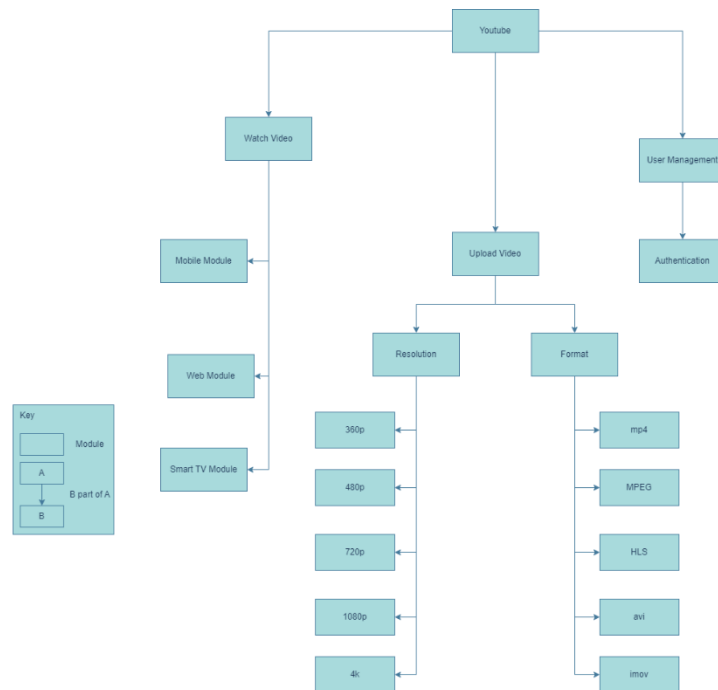 Youtube
Watch Video
User Management
Mobile Module
Upload Video
Authentication
Web Module
Resolution
Format
Smart TV Module
360p
480p
720p
1080p
4k
mp4
MPEG
HLS
avi
imov
Key
Module
A
B part of A
B